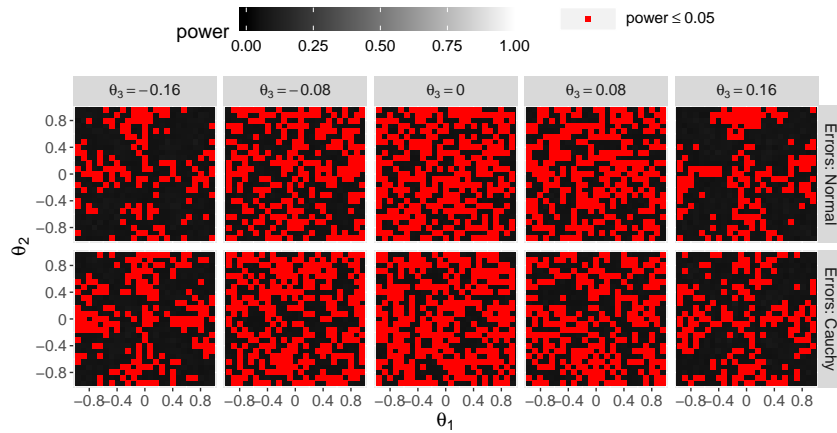 power
0.00 0.25 0.50 0.75 1.00
power ≤ 0.05
θ3 = −0.16 θ3 = −0.08 θ3 = 0 θ3 = 0.08 θ3 = 0.16
0.8
0.4
0
−0.4
−0.8
Errors: Normal
θ2
0.8
0.4
0
−0.4
−0.8
Errors: Cauchy
−0.8 −0.4 0 0.4 0.8 −0.8 −0.4 0 0.4 0.8 −0.8 −0.4 0 0.4 0.8 −0.8 −0.4 0 0.4 0.8 −0.8 −0.4 0 0.4 0.8
θ1